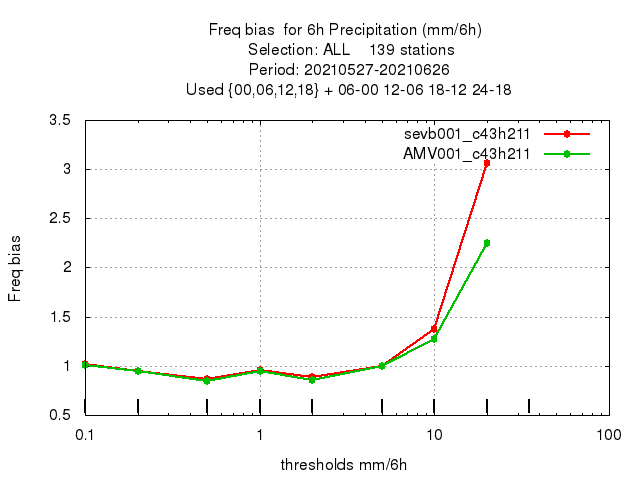 Freq bias  for 6h Precipitation (mm/6h)
Selection: ALL    139 stations
Period: 20210527-20210626
Used {00,06,12,18} + 06-00 12-06 18-12 24-18
sevb001_c43h211
AMV001_c43h211
3.5
3
2.5
2
1.5
1
0.5
Freq bias
0.1 1 10 100
thresholds mm/6h